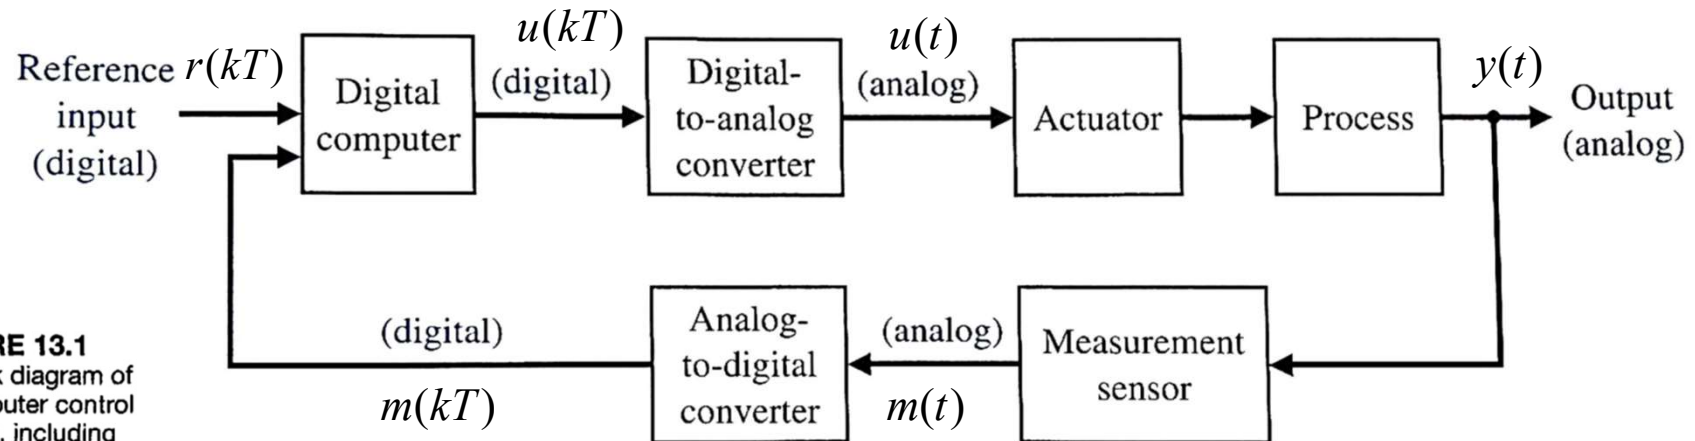 Reference r(kT)
input
(digital)
Digital
computer
u(kT)
(digital)
Digital-
to-analog
converter
u(t)
(analog)
Actuator
Process
y(t)
Output
(analog)
(digital)
m(kT)
Analog-
to-digital
converter
(analog)
m(t)
Measurement
sensor
RE 13.1
diagram of
uter control
, including